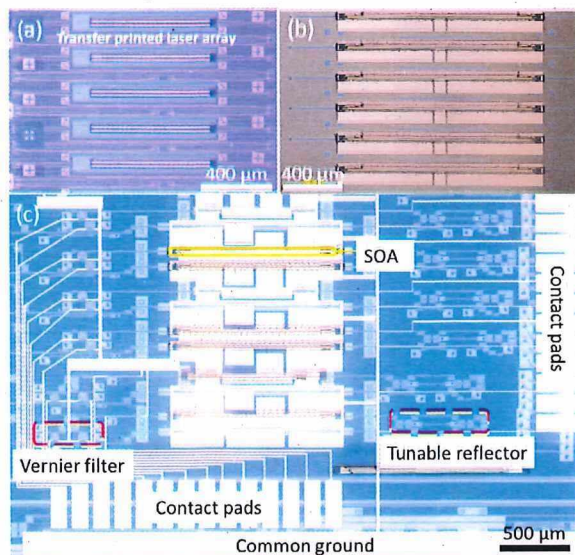 (a)
Transfer printed laser array
400 µm
(b)
400 µm
(c)
SOA
Contact pads
Vernier filter
Tunable reflector
Contact pads
Common ground
500 µm